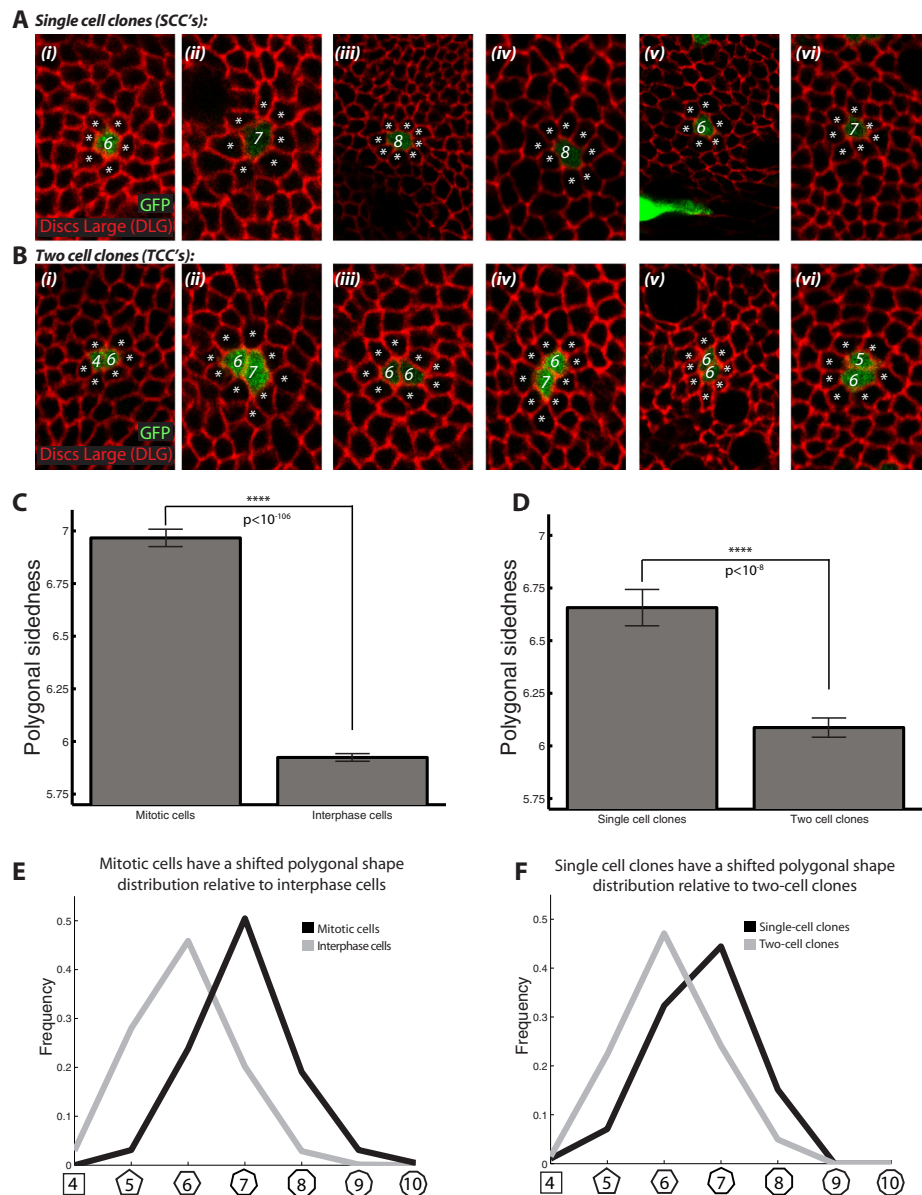 A Single cell clones (SCC's):
(i) (ii) (iii) (iv) (v) (vi)
* * * * * * * * * * * * * * * * * * * * * * * * * * * * * * * * * * * * * * * * * *
6 7 8 8 6 7
GFP
Discs Large (DLG)
B Two cell clones (TCC's):
(i) (ii) (iii) (iv) (v) (vi)
4 6
6 7
6 6
6 7
6 6
5 6
GFP
Discs Large (DLG)
C
Polygonal sidedness
****
p<10-106
7
6.75
6.5
6.25
6
5.75
Mitotic cells Interphase cells
D
Polygonal sidedness
****
p<10-8
7
6.75
6.5
6.25
6
5.75
Single cell clones Two cell clones
E Mitotic cells have a shifted polygonal shape
distribution relative to interphase cells
Mitotic cells
Interphase cells
Frequency
0.5
0.4
0.3
0.2
0.1
0
4 5 6 7 8 9 10
F Single cell clones have a shifted polygonal shape
distribution relative to two-cell clones
Single-cell clones
Two-cell clones
Frequency
0.5
0.4
0.3
0.2
0.1
0
4 5 6 7 8 9 10